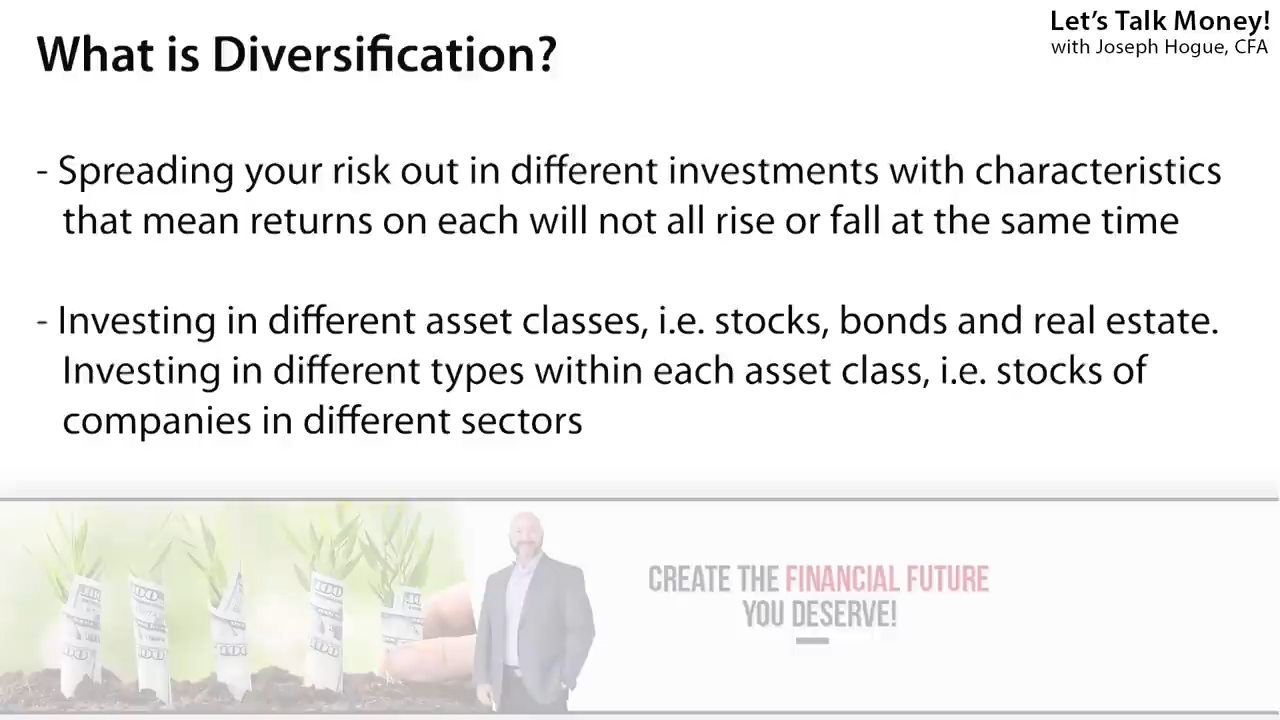 What is Diversification?
Let's Talk Money!
with Joseph Hogue, CFA
- Spreading your risk out in different investments with characteristics
that mean returns on each will not all rise or fall at the same time
- Investing in different asset classes, i.e. stocks, bonds and real estate.
Investing in different types within each asset class, i.e. stocks of
companies in different sectors
CREATE THE FINANCIAL FUTURE
YOU DESERVE!